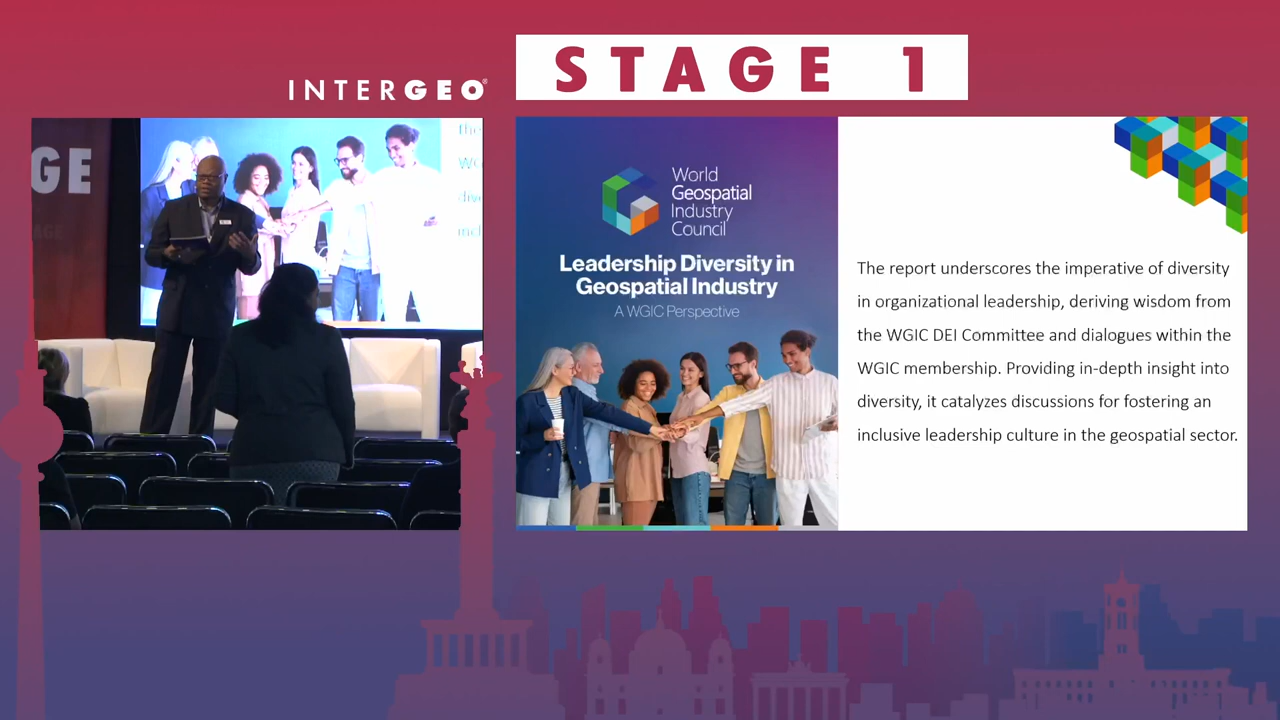 INTERGEO®
STAGE 1
GE
World
Geospatial
Industry
Council
Leadership Diversity in
Geospatial Industry
A WGIC Perspective
The report underscores the imperative of diversity
in organizational leadership, deriving wisdom from
the WGIC DEI Committee and dialogues within the
WGIC membership. Providing in-depth insight into
diversity, it catalyzes discussions for fostering an
inclusive leadership culture in the geospatial sector.